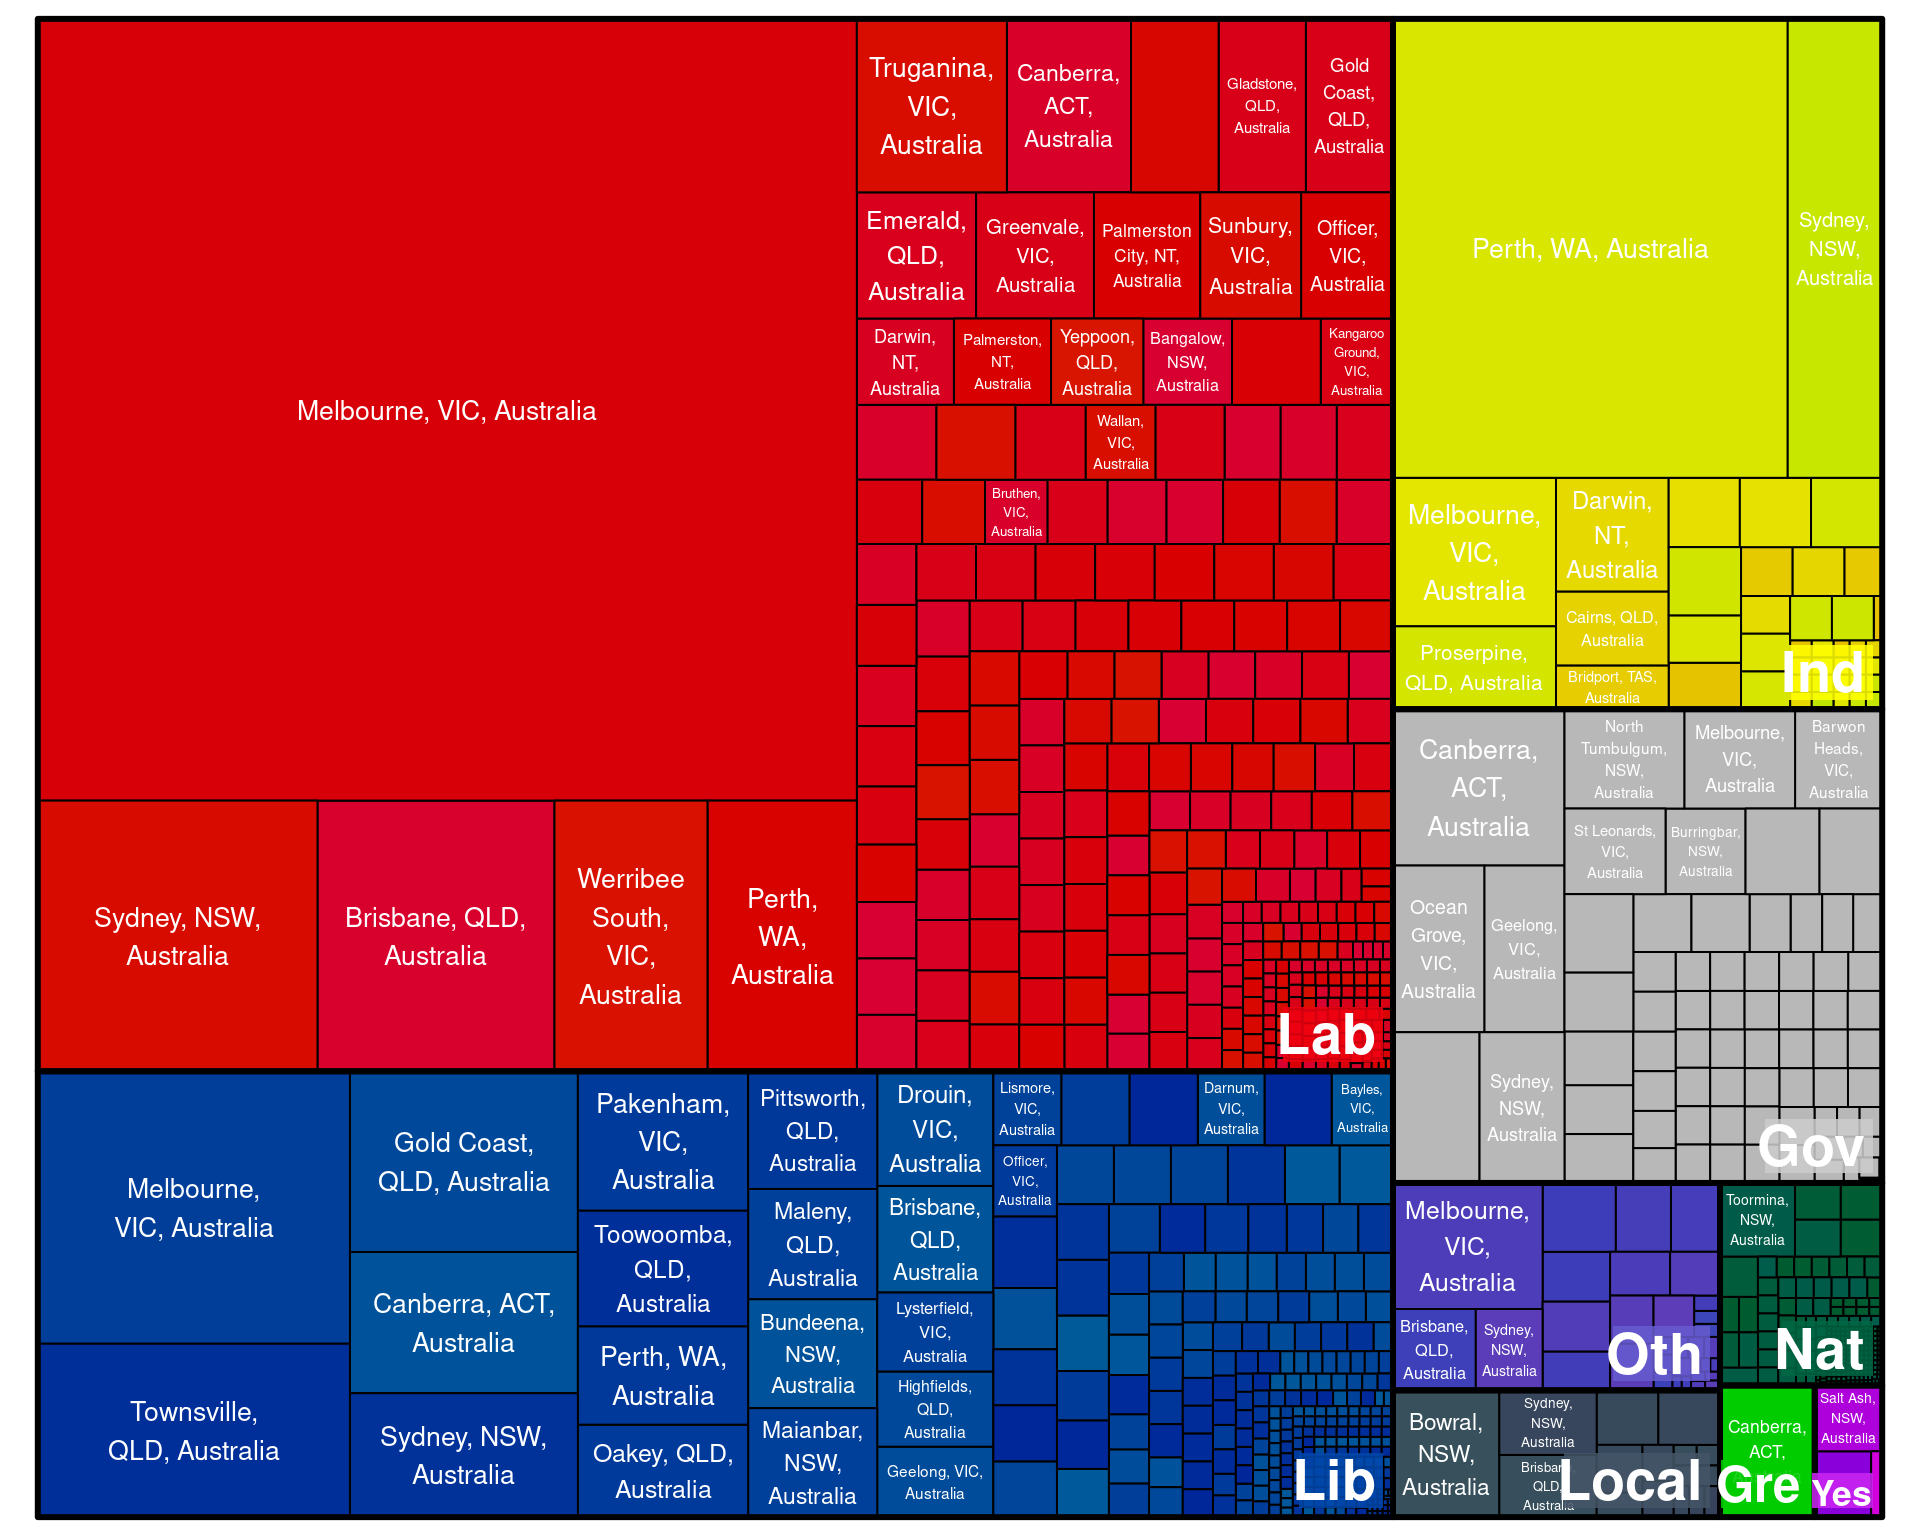 Melbourne, VIC, Australia
Sydney, NSW,
Australia
Brisbane, QLD,
Australia
Werribee
South,
VIC,
Australia
Perth,
WA,
Australia
Truganina,
VIC,
Australia
Canberra,
ACT,
Australia
Gladstone,
QLD,
Australia
Gold
Coast,
QLD,
Australia
Emerald,
QLD,
Australia
Greenvale,
VIC,
Australia
Palmerston
City, NT,
Australia
Sunbury,
VIC,
Australia
Officer,
VIC,
Australia
Darwin,
NT,
Australia
Palmerston,
NT,
Australia
Yeppoon,
QLD,
Australia
Bangalow,
NSW,
Australia
Kangaroo
Ground,
VIC,
Australia
Wallan,
VIC,
Australia
Bruthen,
VIC,
Australia
Lab
Melbourne,
VIC, Australia
Townsville,
QLD, Australia
Gold Coast,
QLD, Australia
Canberra, ACT,
Australia
Sydney, NSW,
Australia
Pakenham,
VIC,
Australia
Toowoomba,
QLD,
Australia
Perth, WA,
Australia
Oakey, QLD,
Australia
Pittsworth,
QLD,
Australia
Maleny,
QLD,
Australia
Bundeena,
NSW,
Australia
Maianbar,
NSW,
Australia
Drouin,
VIC,
Australia
Brisbane,
QLD,
Australia
Lysterfield,
VIC,
Australia
Highfields,
QLD,
Australia
Geelong, VIC,
Australia
Lismore,
VIC,
Australia
Darnum,
VIC,
Australia
Bayles,
VIC,
Australia
Officer,
VIC,
Australia
Lib
Perth, WA, Australia
Sydney,
NSW,
Australia
Melbourne,
VIC,
Australia
Proserpine,
QLD, Australia
Darwin,
NT,
Australia
Cairns, QLD,
Australia
Bridport, TAS,
Australia
Ind
Canberra,
ACT,
Australia
North
Tumbulgum,
NSW,
Australia
Melbourne,
VIC,
Australia
Barwon
Heads,
VIC,
Australia
St Leonards,
VIC,
Australia
Burringbar,
NSW,
Australia
Ocean
Grove,
VIC,
Australia
Geelong,
VIC,
Australia
Sydney,
NSW,
Australia
Gov
Melbourne,
VIC,
Australia
Brisbane,
QLD,
Australia
Sydney,
NSW,
Australia
Oth
Toormina,
NSW,
Australia
Nat
Bowral,
NSW,
Australia
Sydney,
NSW,
Australia
Brisbane,
QLD,
Australia
Local
Canberra,
ACT,
Gre
Salt Ash,
NSW,
Australia
Yes